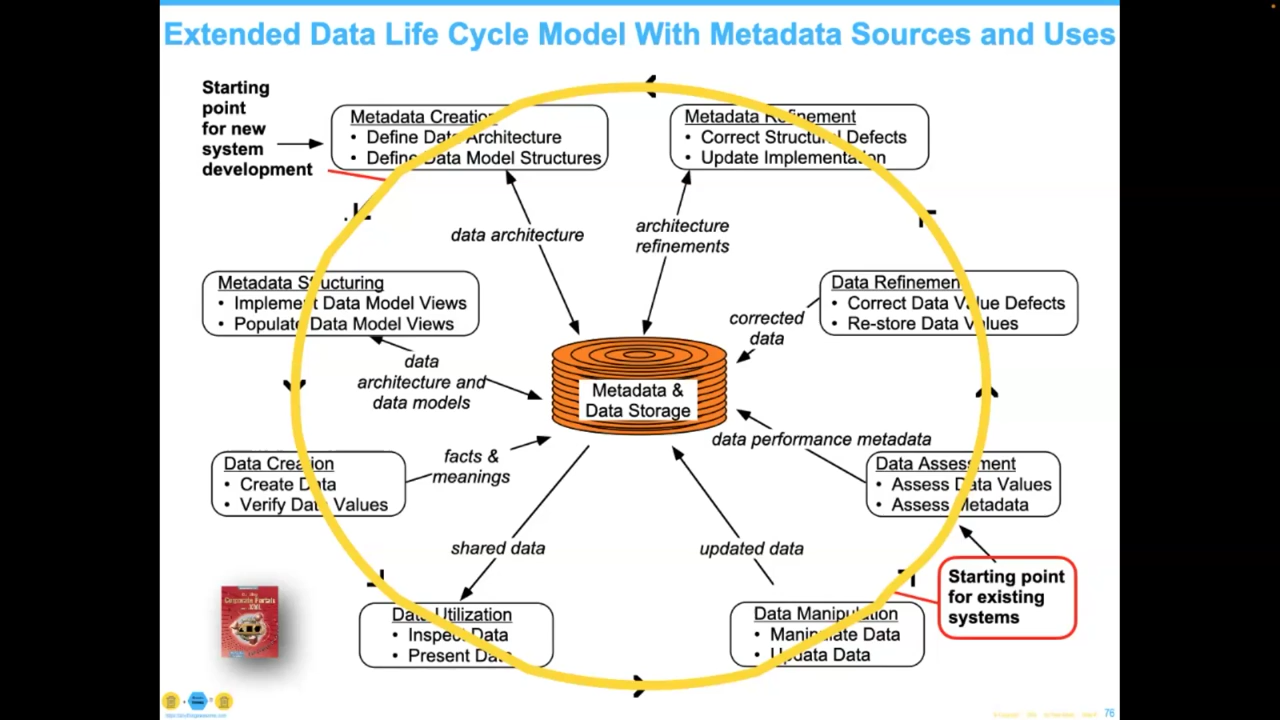 Extended Data Life Cycle Model With Metadata Sources and Uses
Starting
point
for new
system
development
Metadata Creation
• Define Data Architecture
• Define Data Model Structures
Metadata Refinement
• Correct Structural Defects
• Update Implementation
data architecture
architecture
refinements
Metadata Structuring
• Implement Data Model Views
• Populate Data Model Views
Data Refinement
• Correct Data Value Defects
• Re-store Data Values
corrected
data
data
architecture and
data models
Metadata &
Data Storage
data performance metadata
Data Creation
• Create Data
• Verify Data Values
facts &
meanings
Data Assessment
• Assess Data Values
• Assess Metadata
shared data
updated data
Starting point
for existing
systems
Data Utilization
• Inspect Data
• Present Data
Data Manipulation
• Manipulate Data
• Updata Data
Corporate Portals
XML
76